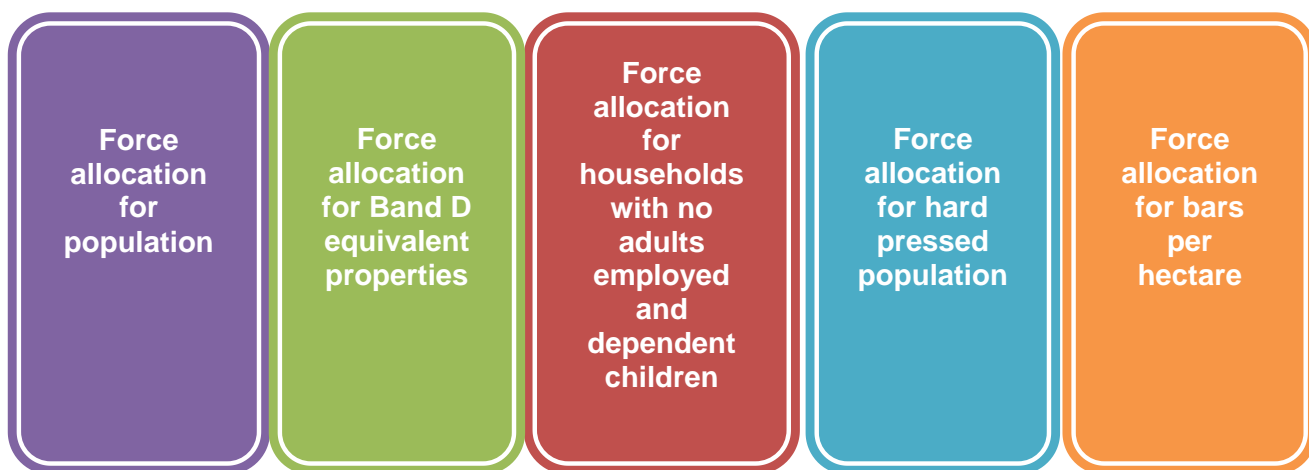 Force
allocation
for
population
Force
allocation
for Band D
equivalent
properties
Force
allocation
for
households
with no
adults
employed
and
dependent
children
Force
allocation
for hard
pressed
population
Force
allocation
for bars
per
hectare